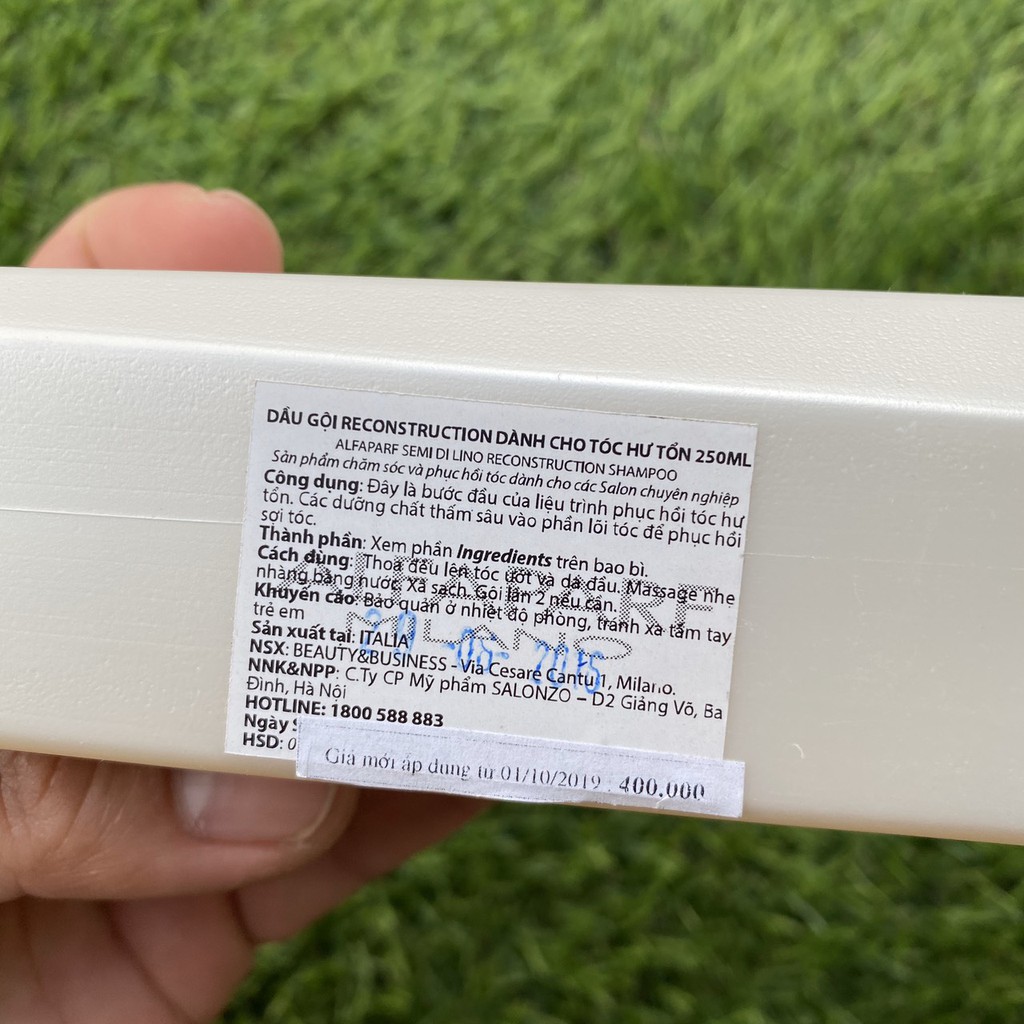 DẦU GỘI RECONSTRUCTION DÀNH CHO TÓC HƯ TỔN 250ML
ALFAPARF SEMI DI LINO RECONSTRUCTION SHAMPOO
Sản phẩm chăm sóc và phục hồi tóc dành cho các Salon chuyên nghiệp
Công dụng: Đây là bước đầu của liệu trình phục hồi tóc hư
tổn. Các dưỡng chất thấm sâu vào phần lõi tóc để phục hồi
sợi tóc.
Thành phần: Xem phần Ingredients trên bao bì.
Cách dùng: Thoa đều lên tóc ướt và da đầu. Massage nhẹ
nhàng bằng nước. Xả sạch. Gội lần 2 nếu cần.
Khuyến cáo: Bảo quản ở nhiệt độ phòng, tránh xa tầm tay
trẻ em
ALFAPARF
MILANO
Sản xuất tại: ITALIA
NSX: BEAUTY&BUSINESS - Via Cesare Cantu 1, Milano.
NNK&NPP: C.Ty CP Mỹ phẩm SALONZO – D2 Giảng Võ, Ba
Đình, Hà Nội
HOTLINE: 1800 588 883
Ngày
HSD:
Giá mới áp dụng từ 01/10/2019 : 400.000